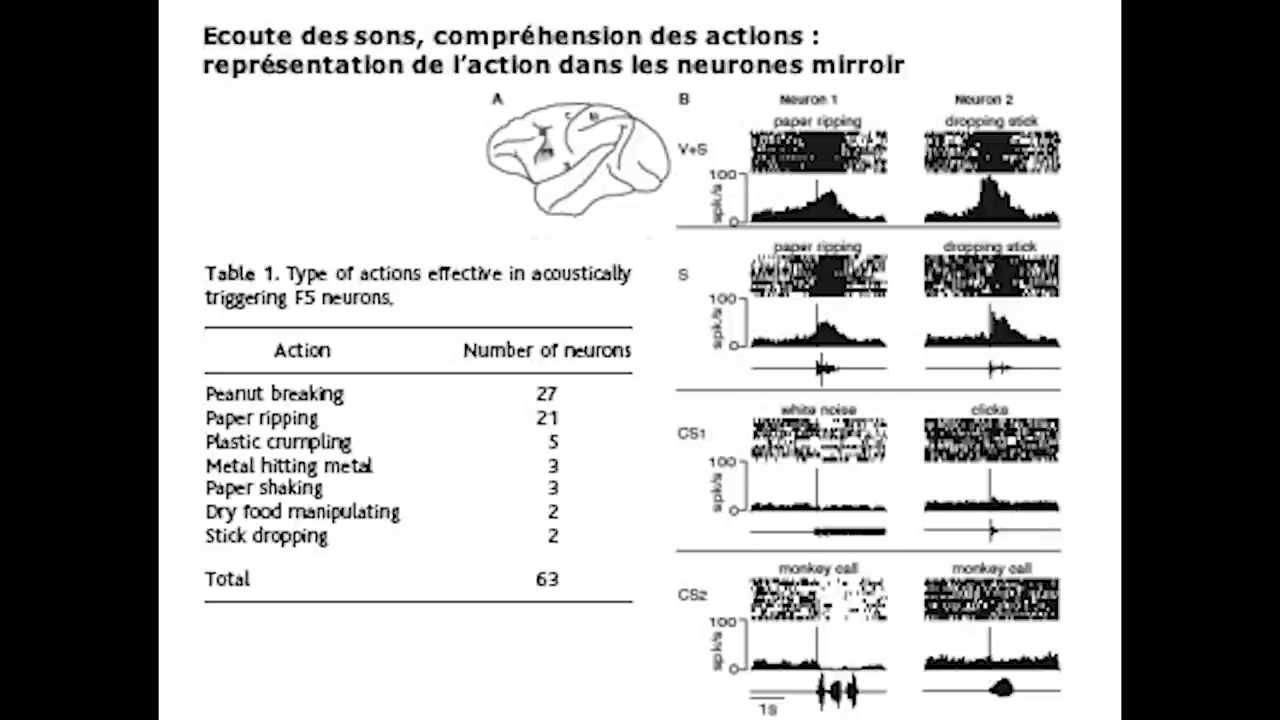 Ecoute des sons, compréhension des actions :
représentation de l'action dans les neurones mirroir
A
Table 1. Type of actions effective in acoustically
triggering F5 neurons.
Action Number of neurons
Peanut breaking 27
Paper ripping 21
Plastic crumpling 5
Metal hitting metal 3
Paper shaking 3
Dry food manipulating 2
Stick dropping 2
Total 63
B Neuron 1 Neuron 2
paper ripping dropping stick
V+S
100
spk/s
0
paper ripping dropping stick
S
100
spk/s
0
white noise clicks
CS1
100
spk/s
0
monkey call monkey call
CS2
100
spk/s
0
1s